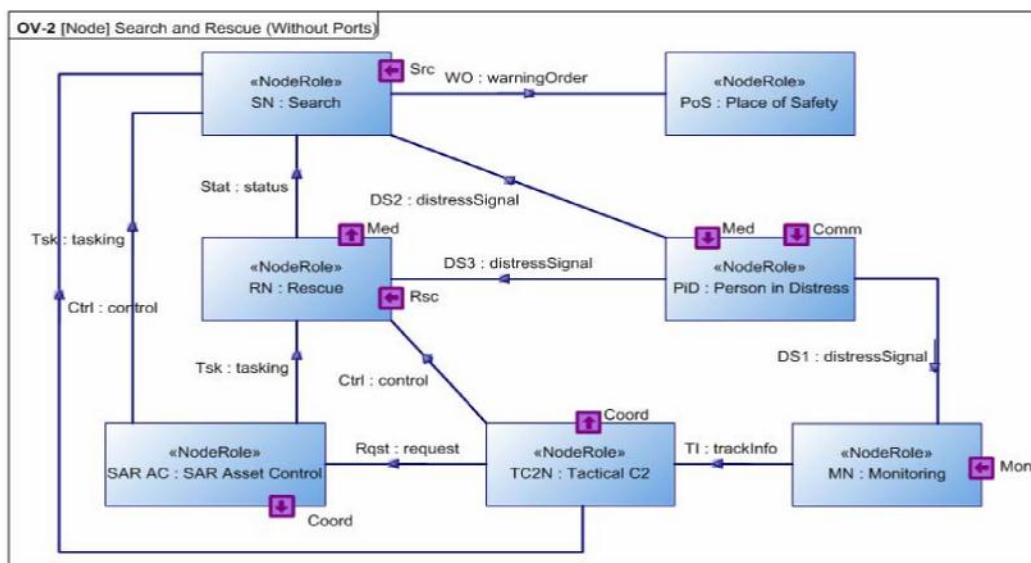 OV-2 [Node] Search and Rescue (Without Ports)
«NodeRole»
SN : Search
Src
WO : warningOrder
«NodeRole»
PoS : Place of Safety
Stat : status
DS2 : distressSignal
Tsk : tasking
Med
«NodeRole»
RN : Rescue
Rsc
DS3 : distressSignal
Med
Comm
«NodeRole»
PiD : Person in Distress
Ctrl : control
Tsk : tasking
Ctrl : control
DS1 : distressSignal
«NodeRole»
SAR AC : SAR Asset Control
Coord
Rqst : request
Coord
«NodeRole»
TC2N : Tactical C2
TI : trackInfo
«NodeRole»
MN : Monitoring
Mon